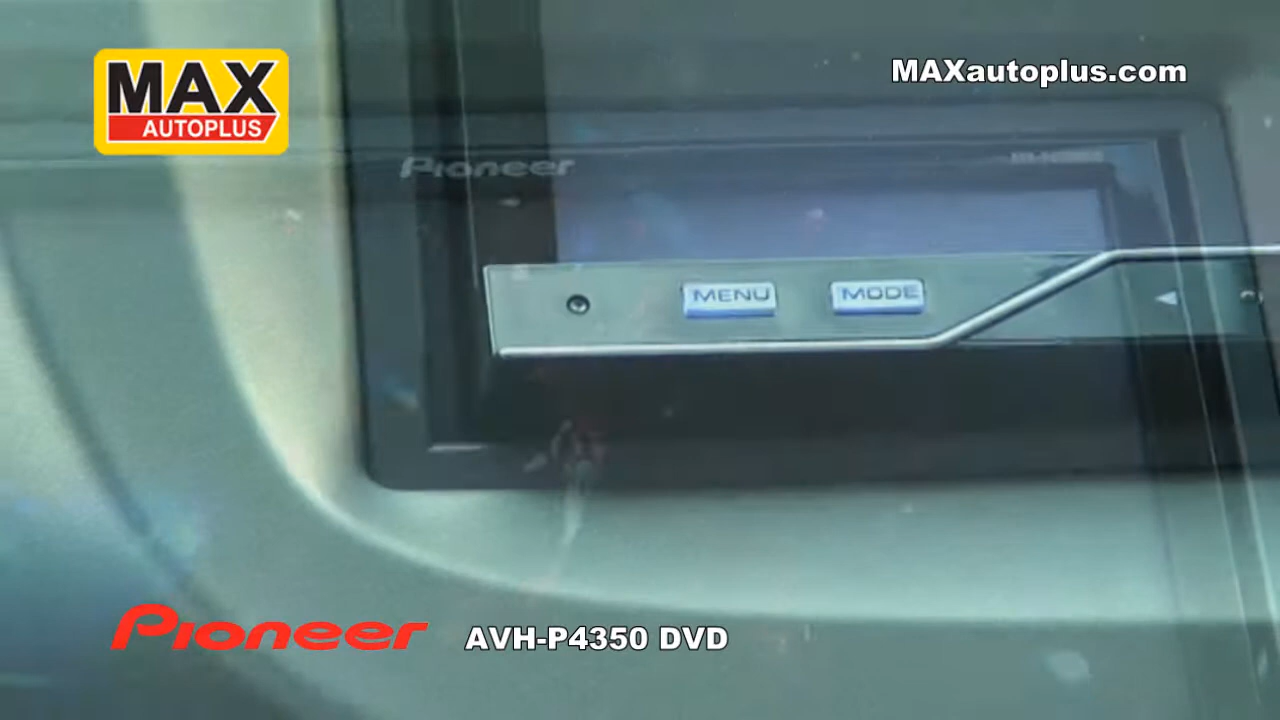 MAX
AUTOPLUS
MAXautoplus.com
Pioneer
MENU
MODE
Pioneer AVH-P4350 DVD